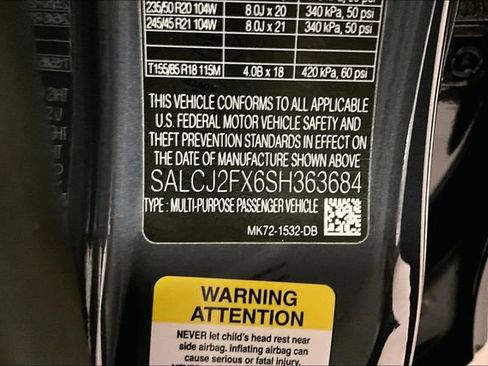 235/50 R20 104W 8.0J x 20 340 kPa, 50 psi
245/45 R21 104W 8.0J x 21 340 kPa, 50 psi
T155/85 R18 115M 4.0B x 18 420 kPa, 60 psi
THIS VEHICLE CONFORMS TO ALL APPLICABLE
U.S. FEDERAL MOTOR VEHICLE SAFETY AND
THEFT PREVENTION STANDARDS IN EFFECT ON
THE DATE OF MANUFACTURE SHOWN ABOVE
SALCJ2FX6SH363684
TYPE : MULTI-PURPOSE PASSENGER VEHICLE
MK72-1532-DB
WARNING
ATTENTION
NEVER let child's head rest near
side airbag. inflating airbag can
cause serious or fatal injury.